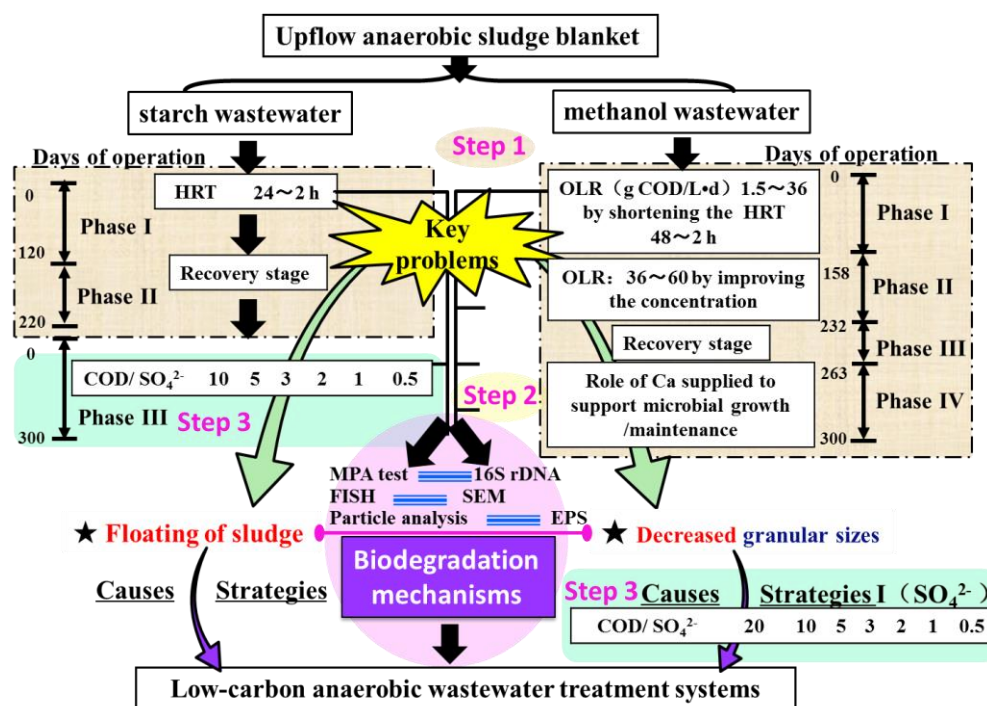 Upflow anaerobic sludge blanket
starch wastewater
methanol wastewater
Step 1
Days of operation
Days of operation
0
HRT 24～2 h
Phase I
120
Recovery stage
Phase II
220
Key
problems
OLR（g COD/L•d）1.5～36
by shortening the HRT
48～2 h
0
Phase I
OLR：36～60 by improving
the concentration
158
Phase II
232
Recovery stage
Phase III
263
Role of Ca supplied to
support microbial growth
/maintenance
Phase IV
300
0
COD/ SO₄²⁻ 10 5 3 2 1 0.5
Phase III
Step 3
300
Step 2
MPA test 16S rDNA
FISH SEM
Particle analysis EPS
★ Floating of sludge
★ Decreased granular sizes
Biodegradation
mechanisms
Causes Strategies
Step 3 Causes Strategies I（SO₄²⁻）
COD/ SO₄²⁻ 20 10 5 3 2 1 0.5
Low-carbon anaerobic wastewater treatment systems